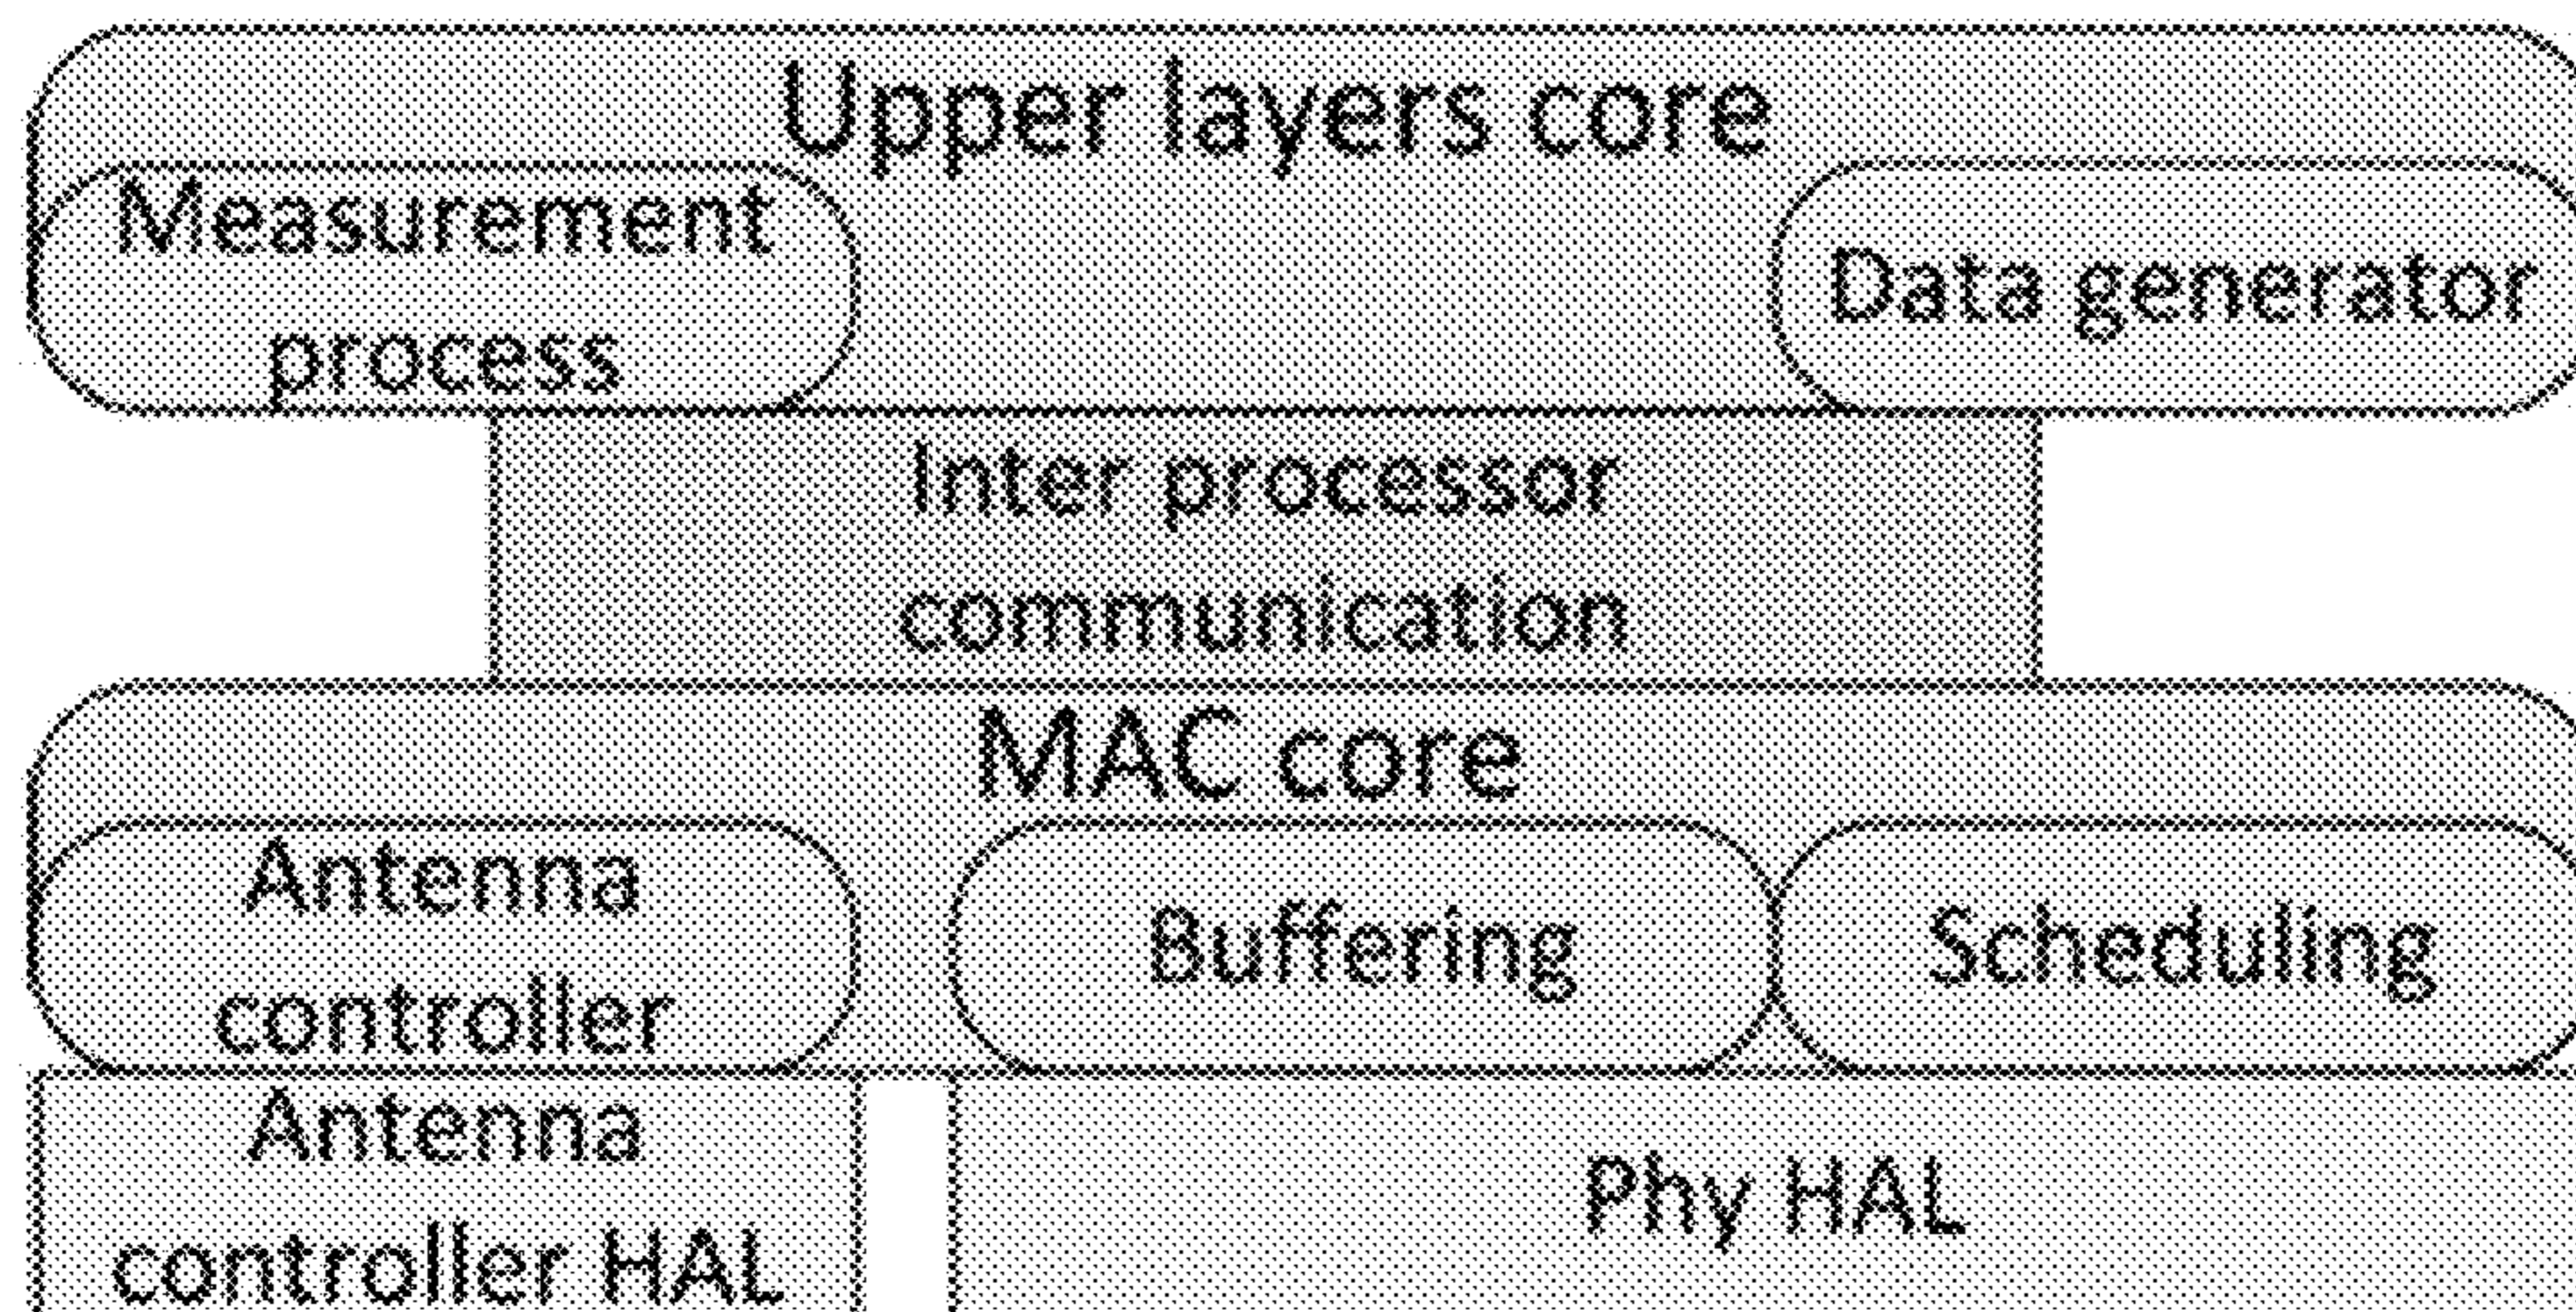 Upper layers core
Measurement
process
Data generator
Inter processor
communication
MAC core
Antenna
controller
Buffering
Scheduling
Antenna
controller HAL
Phy HAL